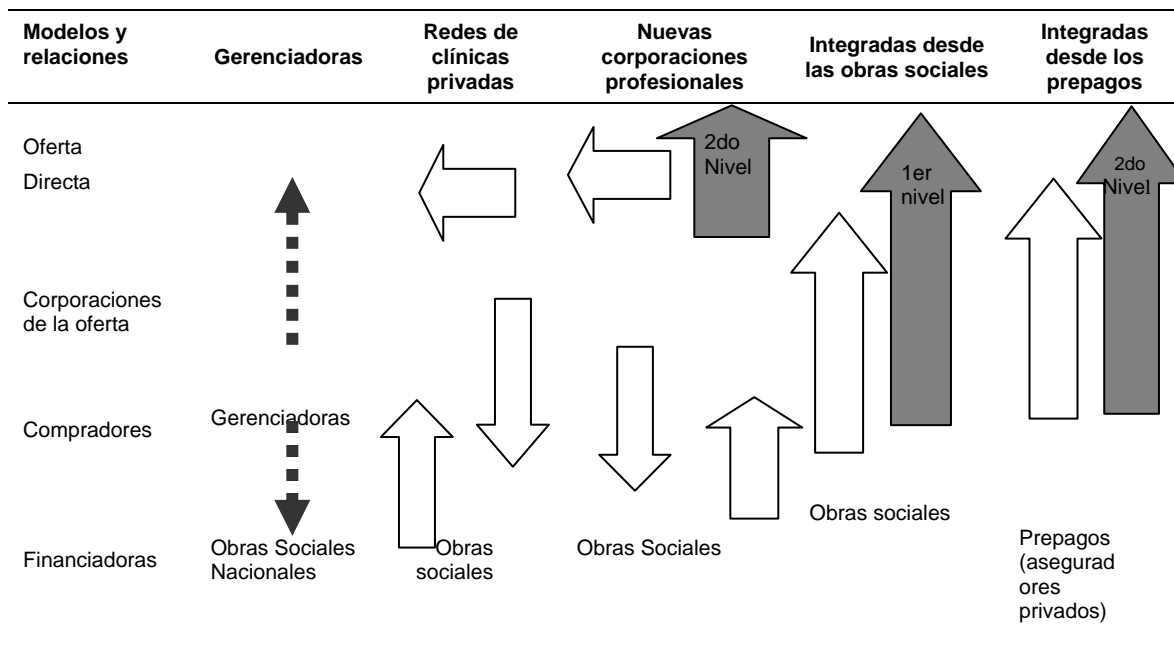 Modelos y
relaciones
Gerenciadoras
Redes de
clínicas
privadas
Nuevas
corporaciones
profesionales
Integradas desde
las obras sociales
Integradas
desde los
prepagos
Oferta
Directa
2do
Nivel
1er
nivel
2do
Nivel
Corporaciones
de la oferta
Compradores
Gerenciadoras
Financiadoras
Obras Sociales
Nacionales
Obras
sociales
Obras Sociales
Obras sociales
Prepagos
(asegurad
ores
privados)